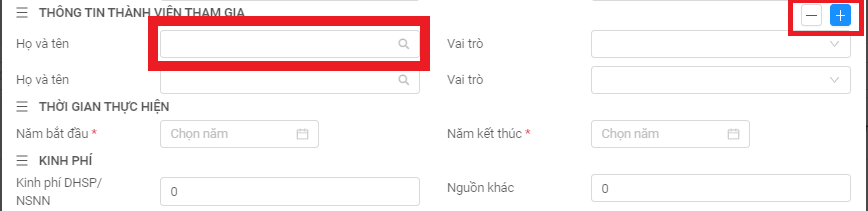 THÔNG TIN THÀNH VIÊN THAM GIA
Họ và tên
Vai trò
Họ và tên
Vai trò
THỜI GIAN THỰC HIỆN
Năm bắt đầu *
Chọn năm
Năm kết thúc *
Chọn năm
KINH PHÍ
Kinh phí DHSP/
NSNN
0
Nguồn khác
0